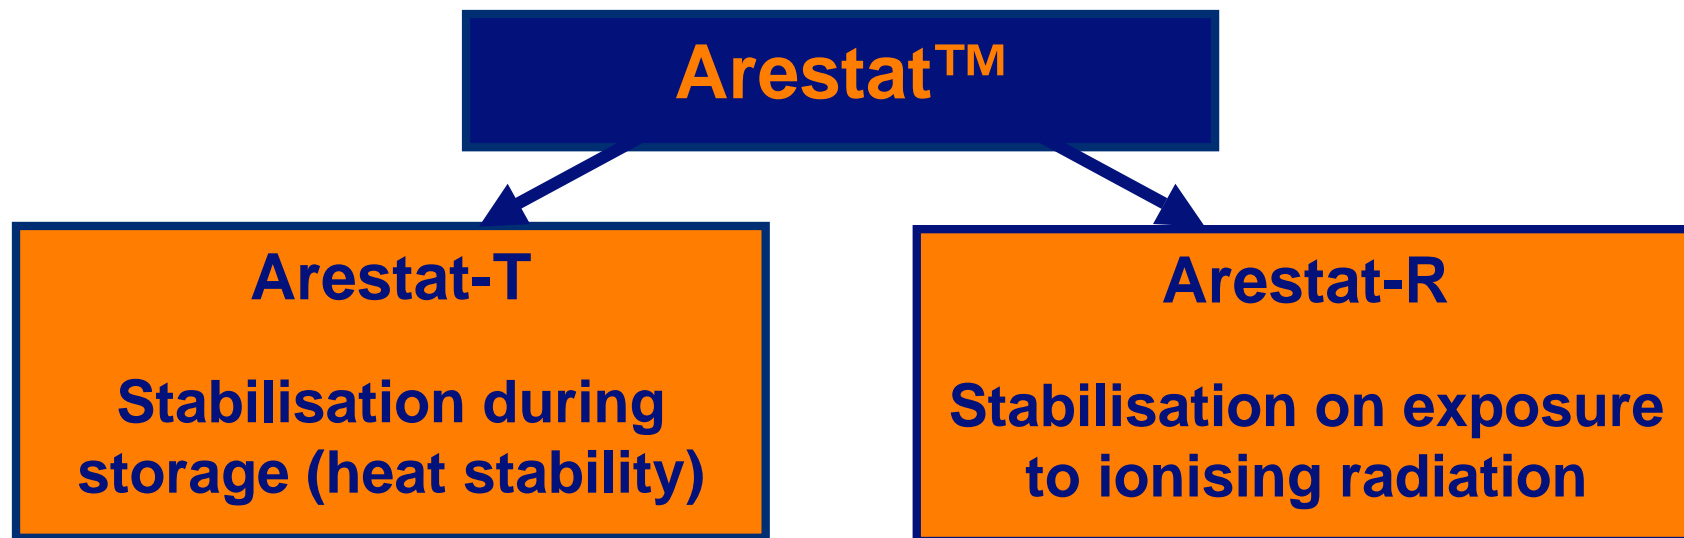 Arestat™
Arestat-T
Stabilisation during
storage (heat stability)
Arestat-R
Stabilisation on exposure
to ionising radiation